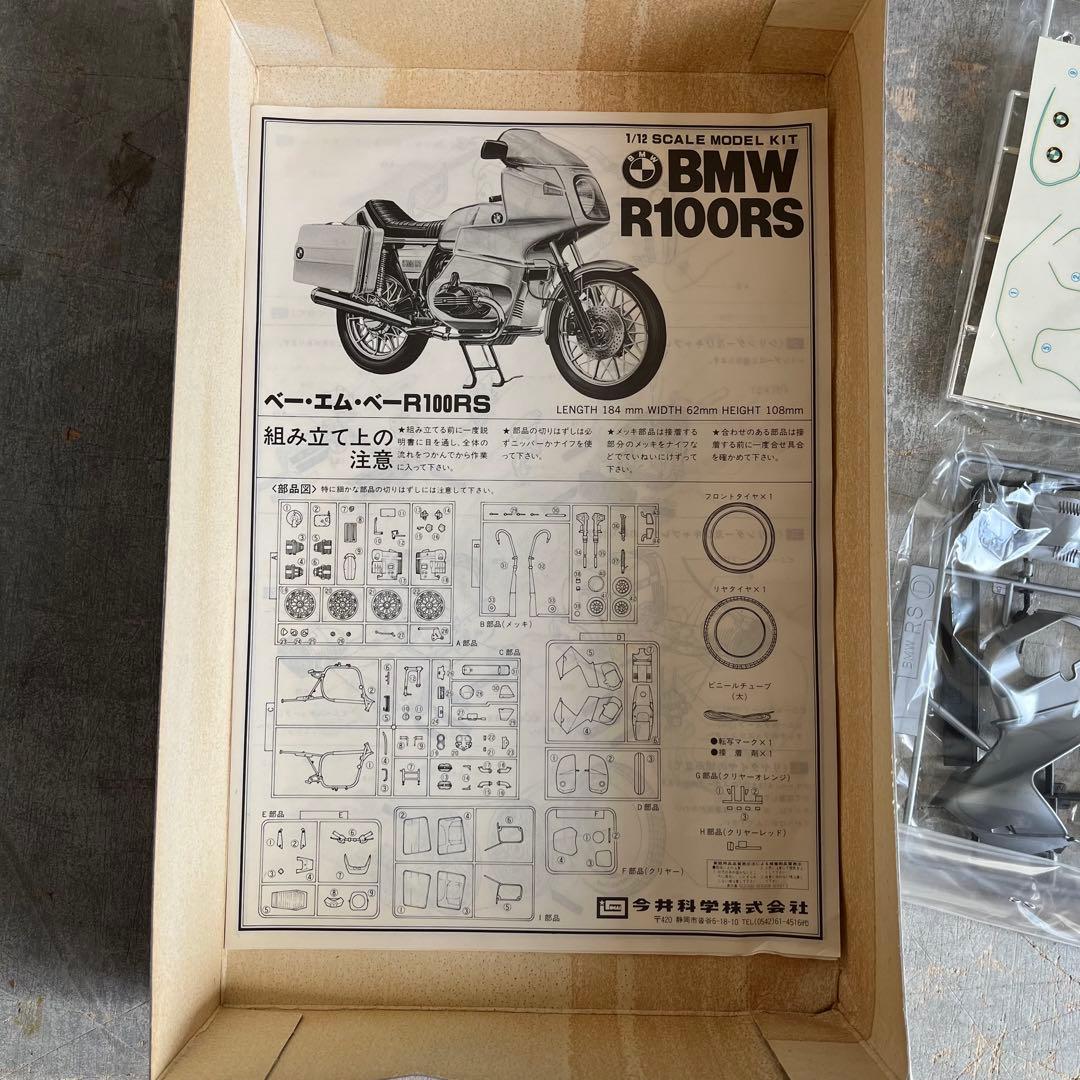 1/12 SCALE MODEL KIT
BMW
BMW
R100RS
ベー・エム・ベーR100RS
LENGTH 184 mm WIDTH 62mm HEIGHT 108mm
組み立て上の
注意
★組み立てる前に一度説
明書に目を通し、全体の
流れをつかんでから作業
に入って下さい。
★部品の切りはずしは必
ずニッパーかナイフを使
って下さい。
★メッキ部品は接着する
部分のメッキをナイフな
どでていねいにけずって
下さい。
★合わせのある部品は接
着する前に一度合せ具合
を確かめて下さい。
〈部品図〉特に細かな部品の切りはずしには注意して下さい。
フロントタイヤ×1
リヤタイヤ×1
ビニールチューブ
(太)
●転写マーク×1
●接着剤×1
A部品
B部品(メッキ)
C部品
D部品
E部品
F部品(クリヤー)
G部品(クリヤーオレンジ)
H部品(クリヤーレッド)
I部品
今井科学株式会社
〒420 静岡市沓谷6-18-10 TEL(0542)61-4516㈹
BMW RS